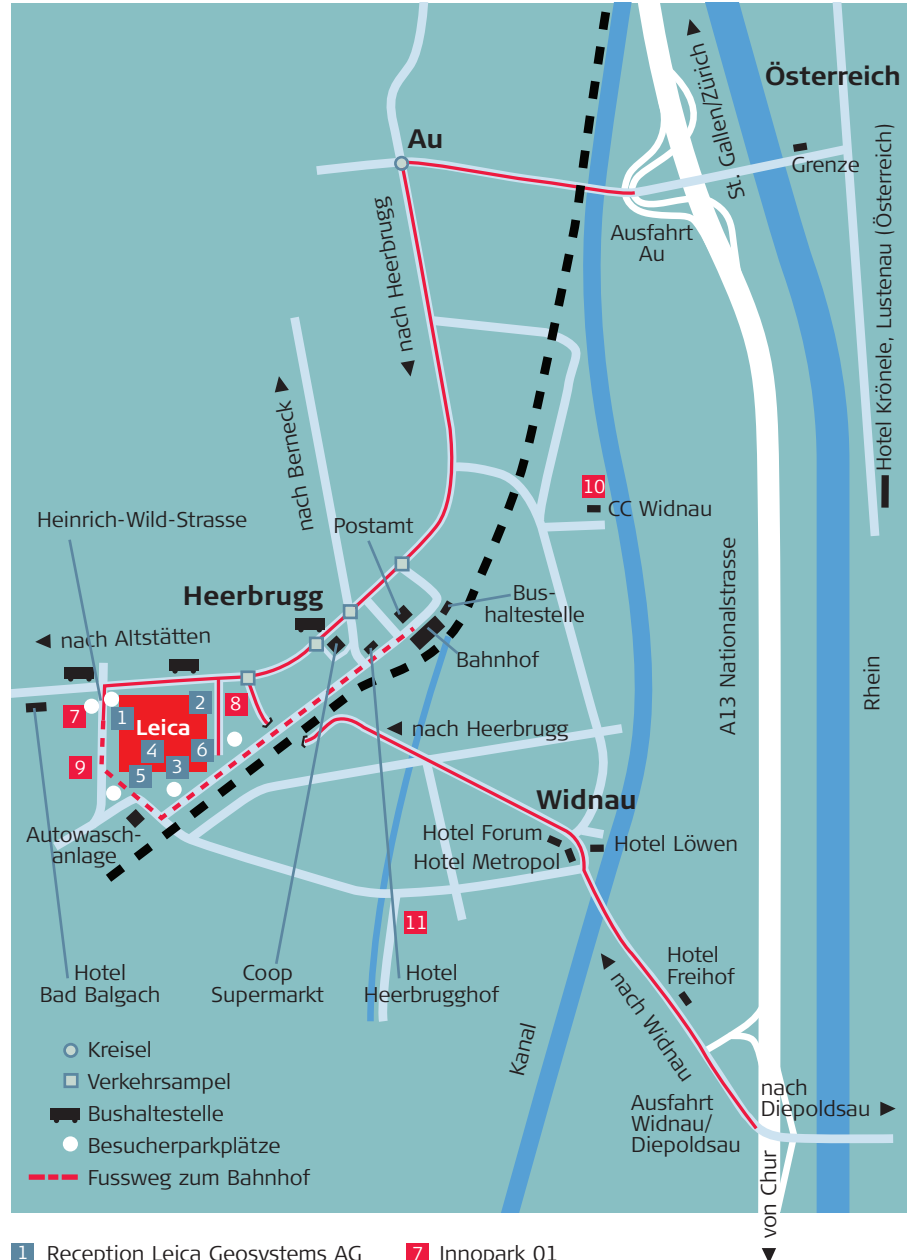 Österreich
St. Gallen/Zürich
Au
Grenze
nach Heerbrugg
Ausfahrt
Au
Hotel Krönele, Lustenau (Österreich)
nach Berneck
10
CC Widnau
Heinrich-Wild-Strasse
Postamt
A13 Nationalstrasse
Heerbrugg
Bus-
haltestelle
nach Altstätten
Bahnhof
Rhein
7
1
2
8
Leica
4
6
nach Heerbrugg
9
5
3
Widnau
Autowasch-
anlage
Hotel Forum
Hotel Metropol
Hotel Löwen
11
Hotel
Bad Balgach
Coop
Supermarkt
Hotel
Heerbrugghof
Hotel
Freihof
nach Widnau
Kanal
Kreisel
Verkehrsampel
Bushaltestelle
Besucherparkplätze
Fussweg zum Bahnhof
Ausfahrt
Widnau/
Diepoldsau
nach
Diepoldsau
von Chur
1 Reception Leica Geosystems AG
7 Innopark 01